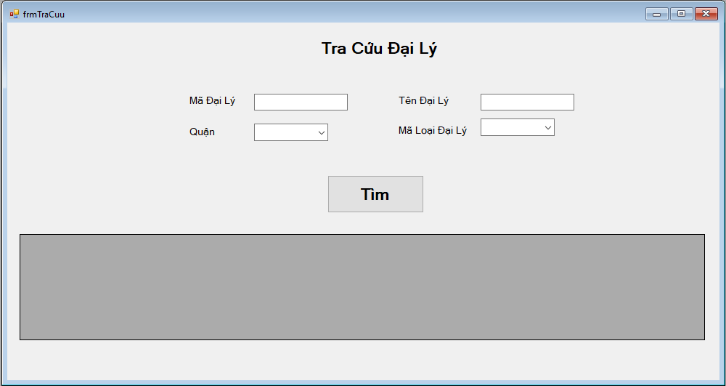 frmTraCuu
Tra Cứu Đại Lý
Mã Đại Lý
Tên Đại Lý
Quận
Mã Loại Đại Lý
Tìm